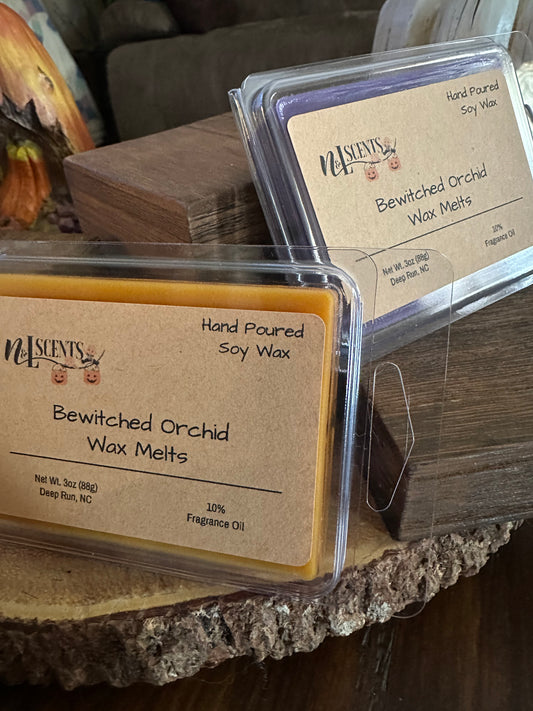 Hand Poured
Soy Wax
N&L SCENTS
Bewitched Orchid
Wax Melts
Net Wt. 3oz (88g)
Deep Run, NC
10%
Fragrance Oil
Hand Poured
Soy Wax
N&L SCENTS
Bewitched Orchid
Wax Melts
Net Wt. 3oz (88g)
Deep Run, NC
10%
Fragrance Oil